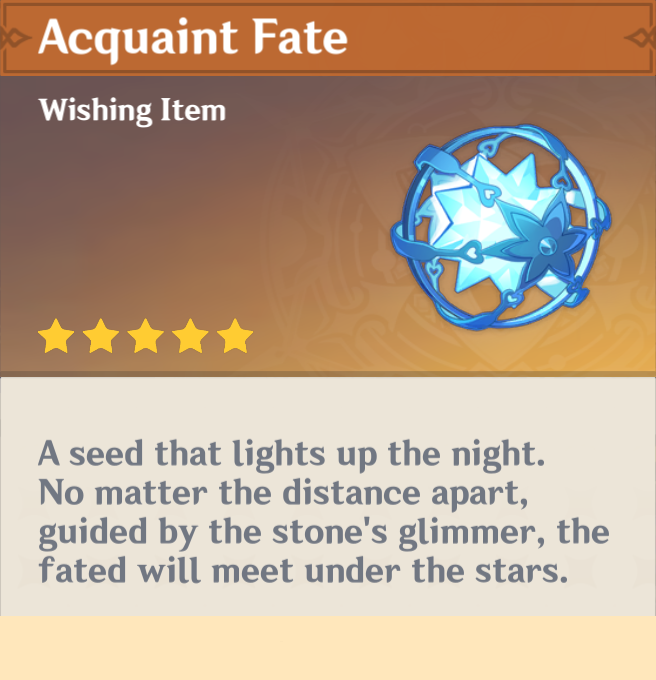 Acquaint Fate
Wishing Item
A seed that lights up the night.
No matter the distance apart,
guided by the stone's glimmer, the
fated will meet under the stars.